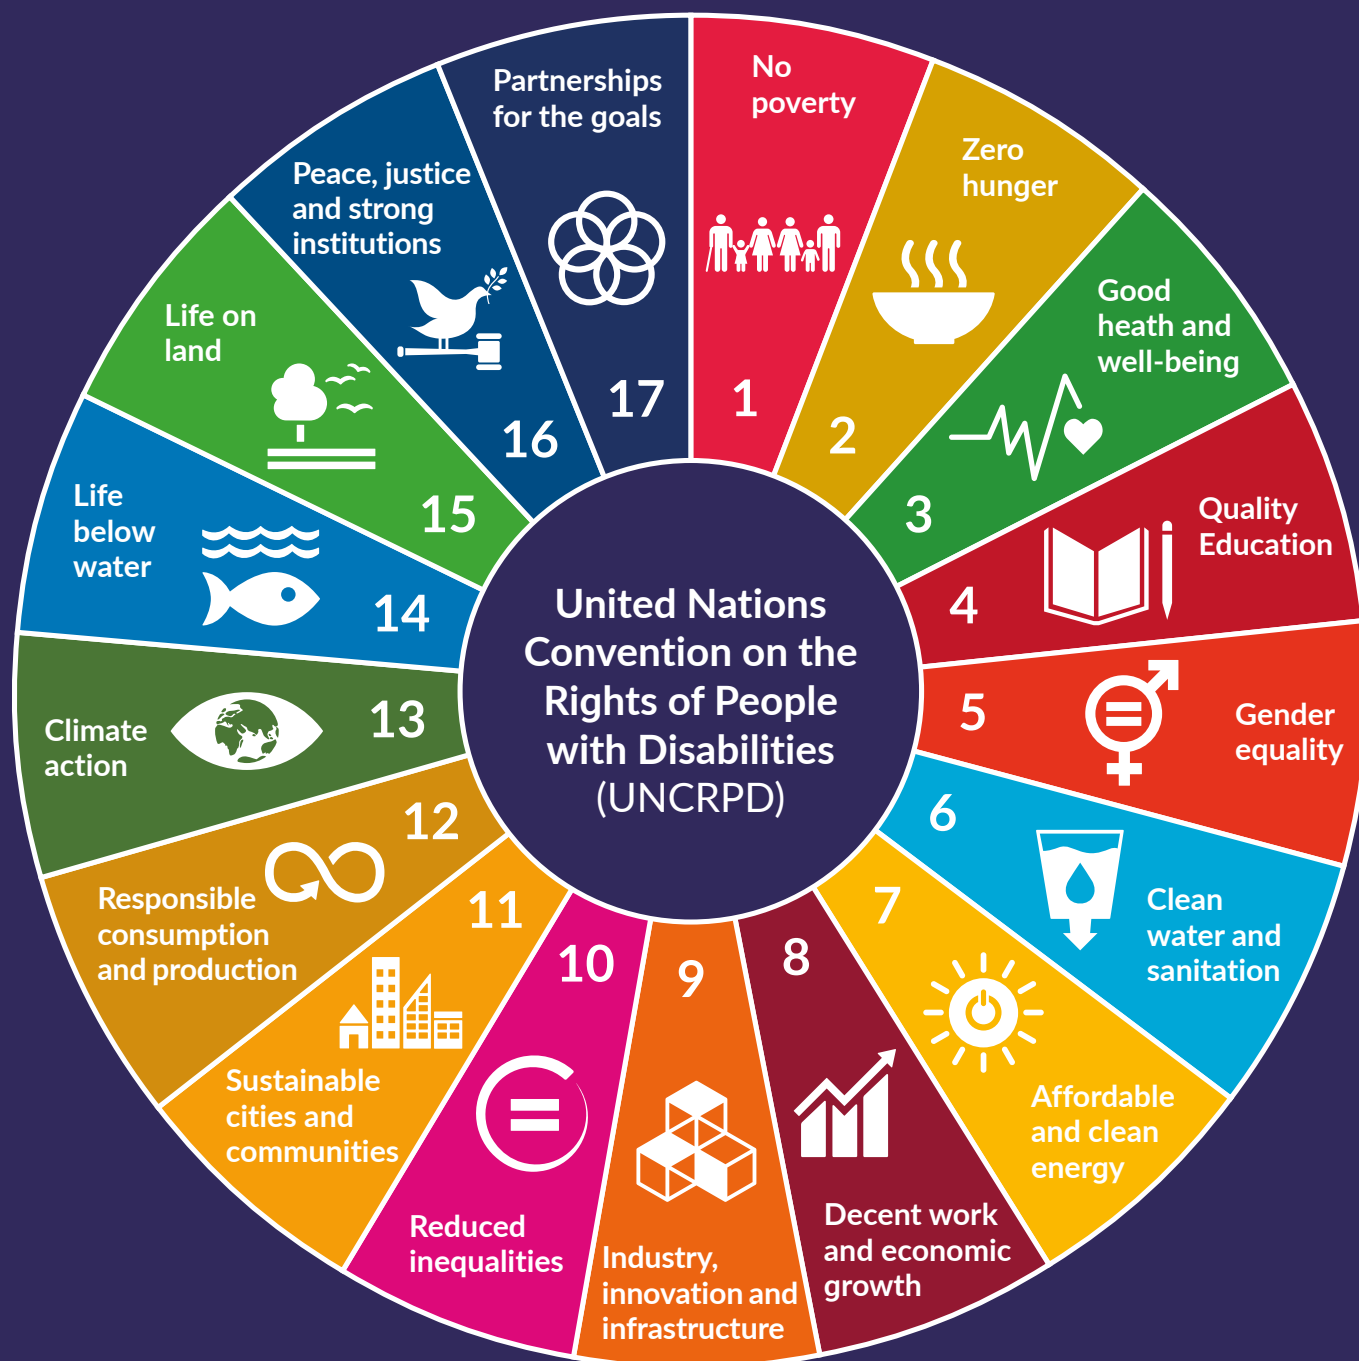 No
poverty
1
Zero
hunger
2
Good
heath and
well-being
3
Quality
Education
4
Gender
equality
5
Clean
water and
sanitation
6
Affordable
and clean
energy
7
Decent work
and economic
growth
8
Industry,
innovation and
infrastructure
9
Reduced
inequalities
10
Sustainable
cities and
communities
11
Responsible
consumption
and production
12
Climate
action
13
Life
below
water
14
Life on
land
15
Peace, justice
and strong
institutions
16
Partnerships
for the goals
17
United Nations
Convention on the
Rights of People
with Disabilities
(UNCRPD)